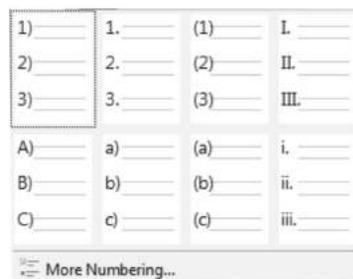 1) 1. (1) I.
2) 2. (2) II.
3) 3. (3) III.
A) a) (a) i.
B) b) (b) ii.
C) c) (c) iii.
More Numbering...